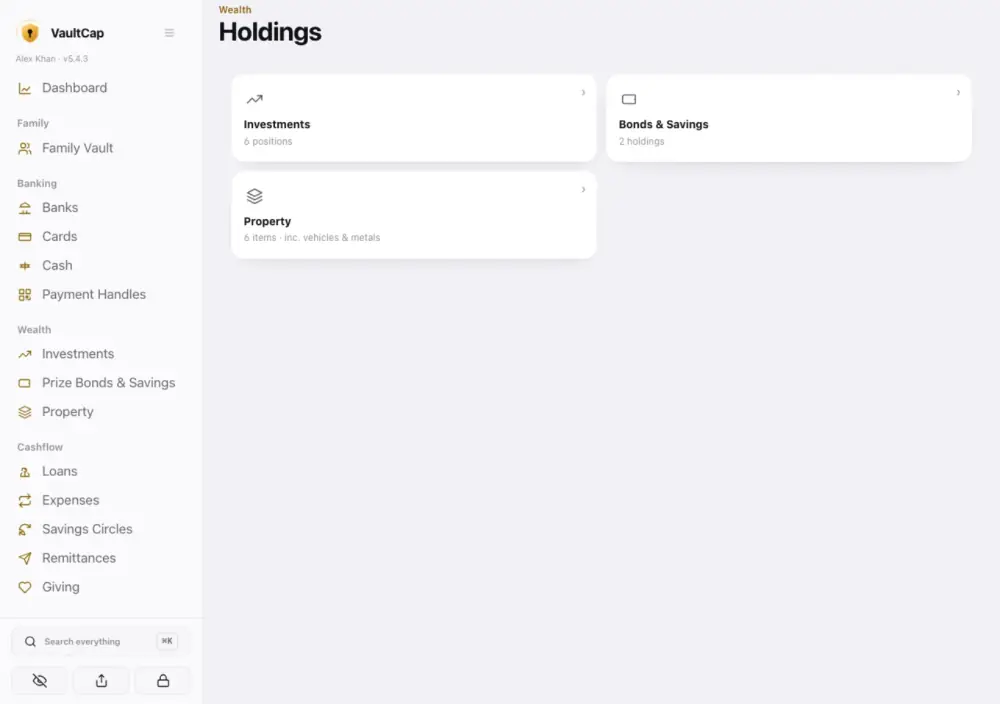 VaultCap
Alex Khan · v5.4.3
Dashboard
Family
Family Vault
Banking
Banks
Cards
Cash
Payment Handles
Wealth
Investments
Prize Bonds & Savings
Property
Cashflow
Loans
Expenses
Savings Circles
Remittances
Giving
Search everything ⌘K
Wealth
Holdings
Investments
6 positions
Bonds & Savings
2 holdings
Property
6 items · inc. vehicles & metals